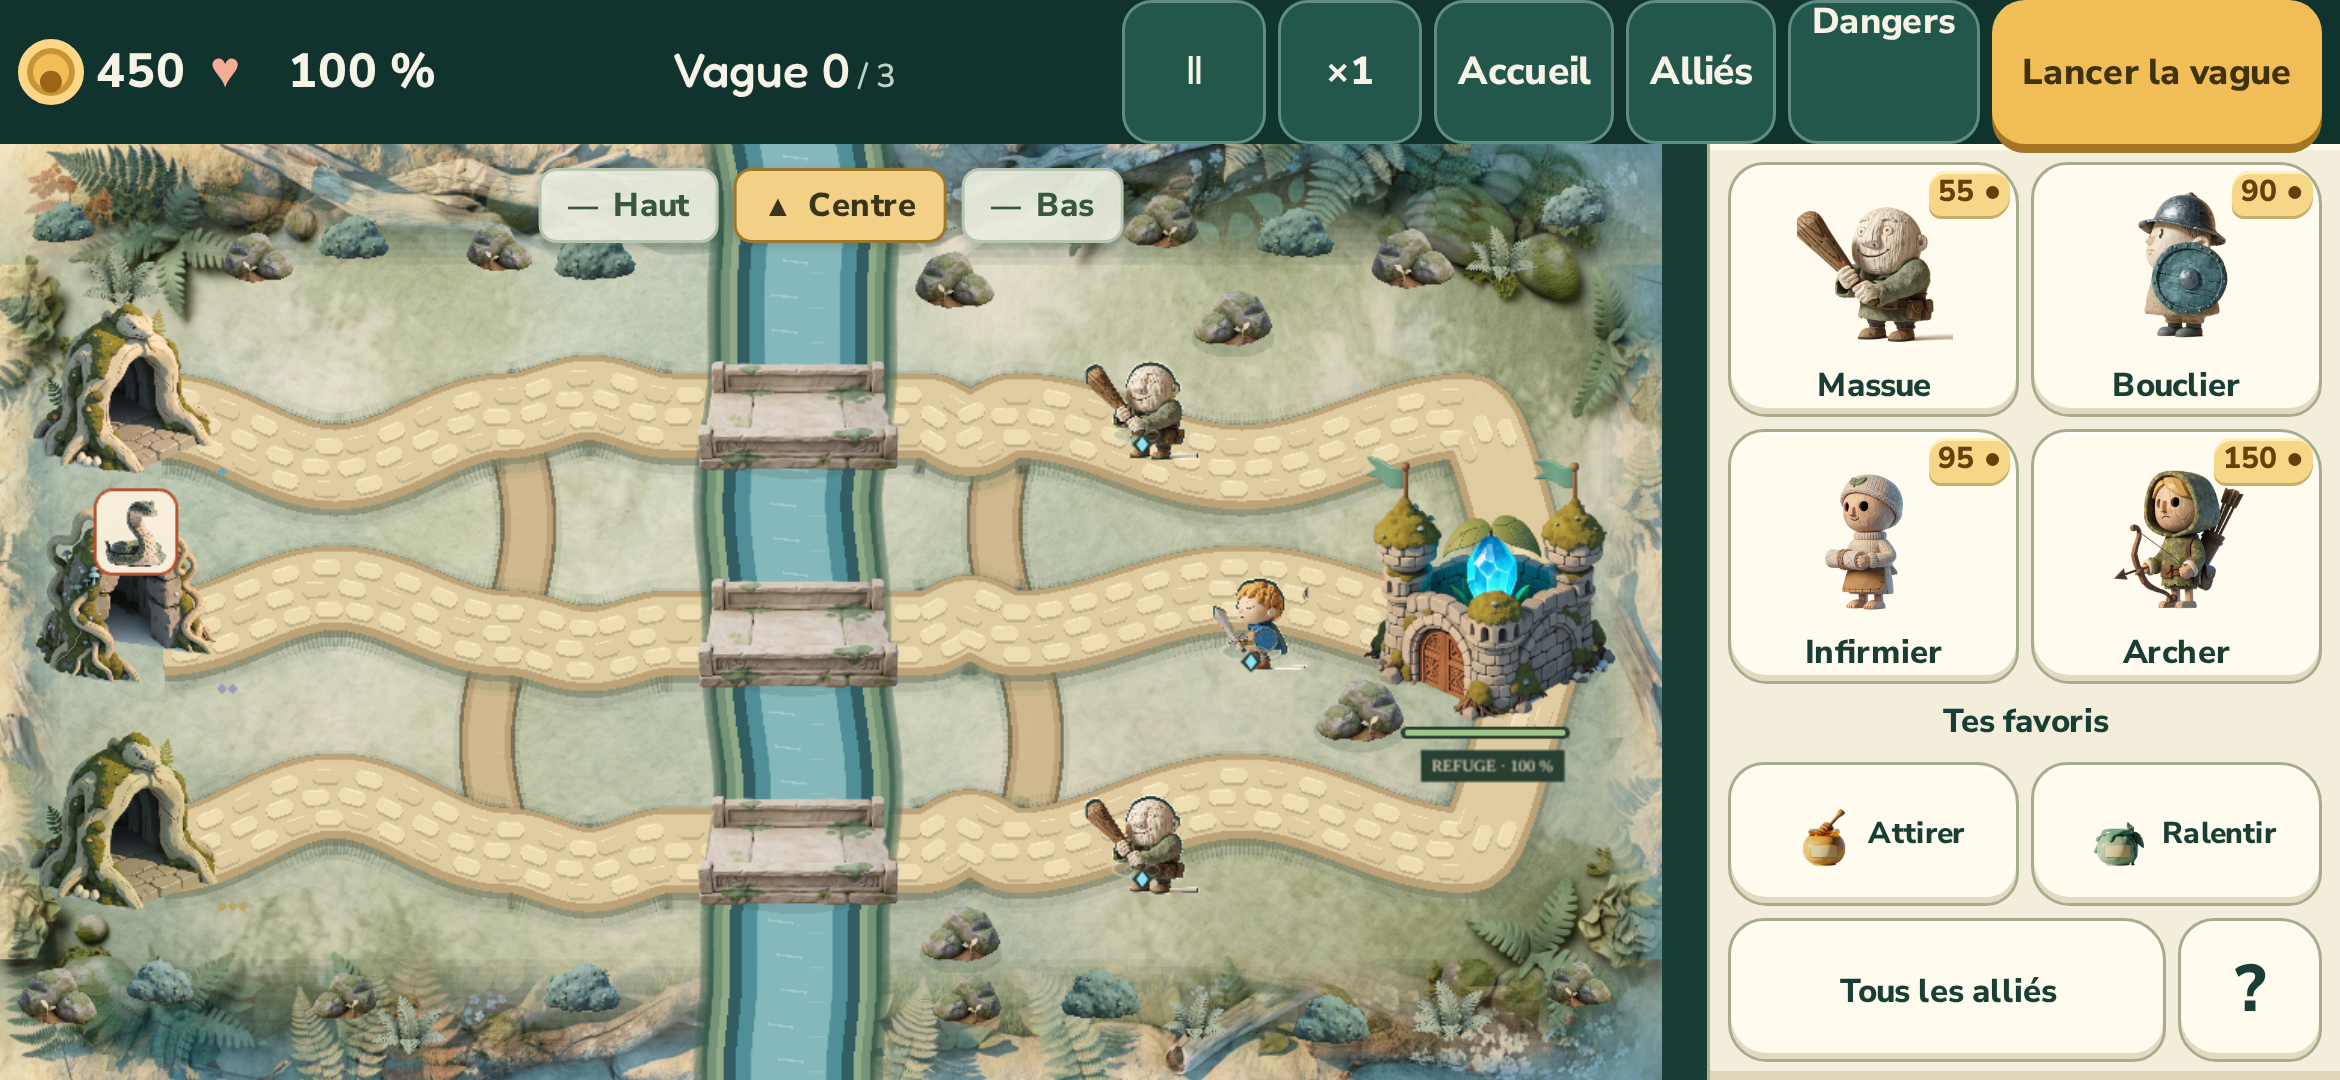 450 ♥ 100 %
Vague 0 / 3
II
×1
Accueil
Alliés
Dangers
Lancer la vague
— Haut
▲ Centre
— Bas
55 ●
Massue
90 ●
Bouclier
95 ●
Infirmier
150 ●
Archer
Tes favoris
Attirer
Ralentir
Tous les alliés
?
REFUGE · 100 %